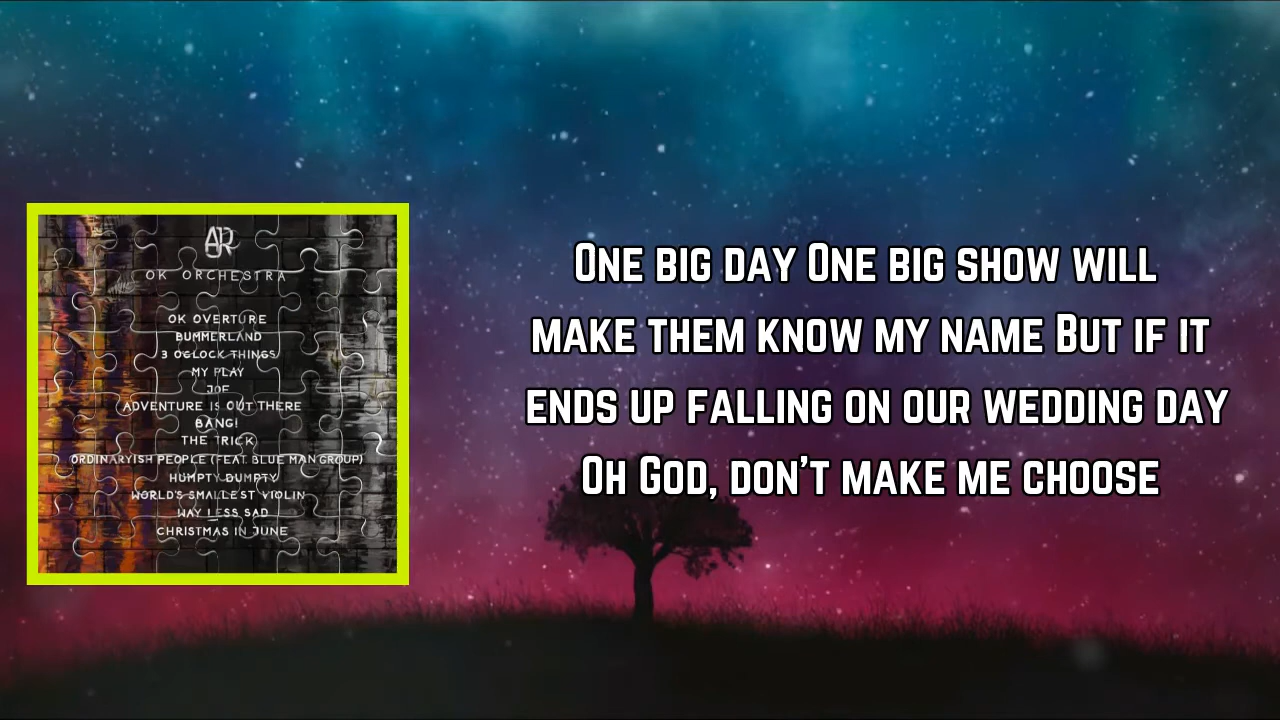 AJR
OK ORCHESTRA
OK OVERTURE
BUMMERLAND
3 O'CLOCK THINGS
MY PLAY
JOE
ADVENTURE IS OUT THERE
BANG!
THE TRICK
ORDINARYISH PEOPLE (FEAT. BLUE MAN GROUP)
HUMPTY DUMPTY
WORLD'S SMALLEST VIOLIN
WAY LESS SAD
CHRISTMAS IN JUNE
One big day One big show will
make them know my name But if it
ends up falling on our wedding day
Oh God, don't make me choose